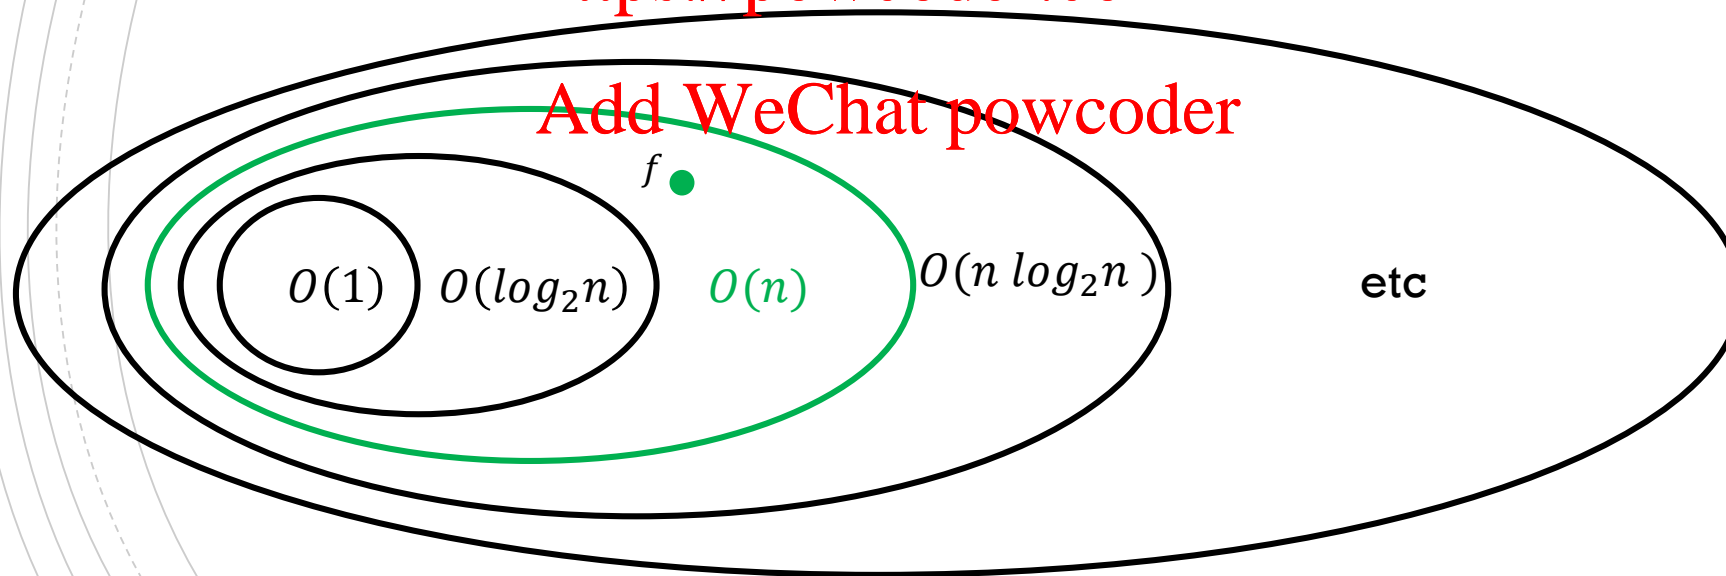 Add WeChat powcoder
f
O(1) O(log₂n) O(n) O(n log₂n ) etc